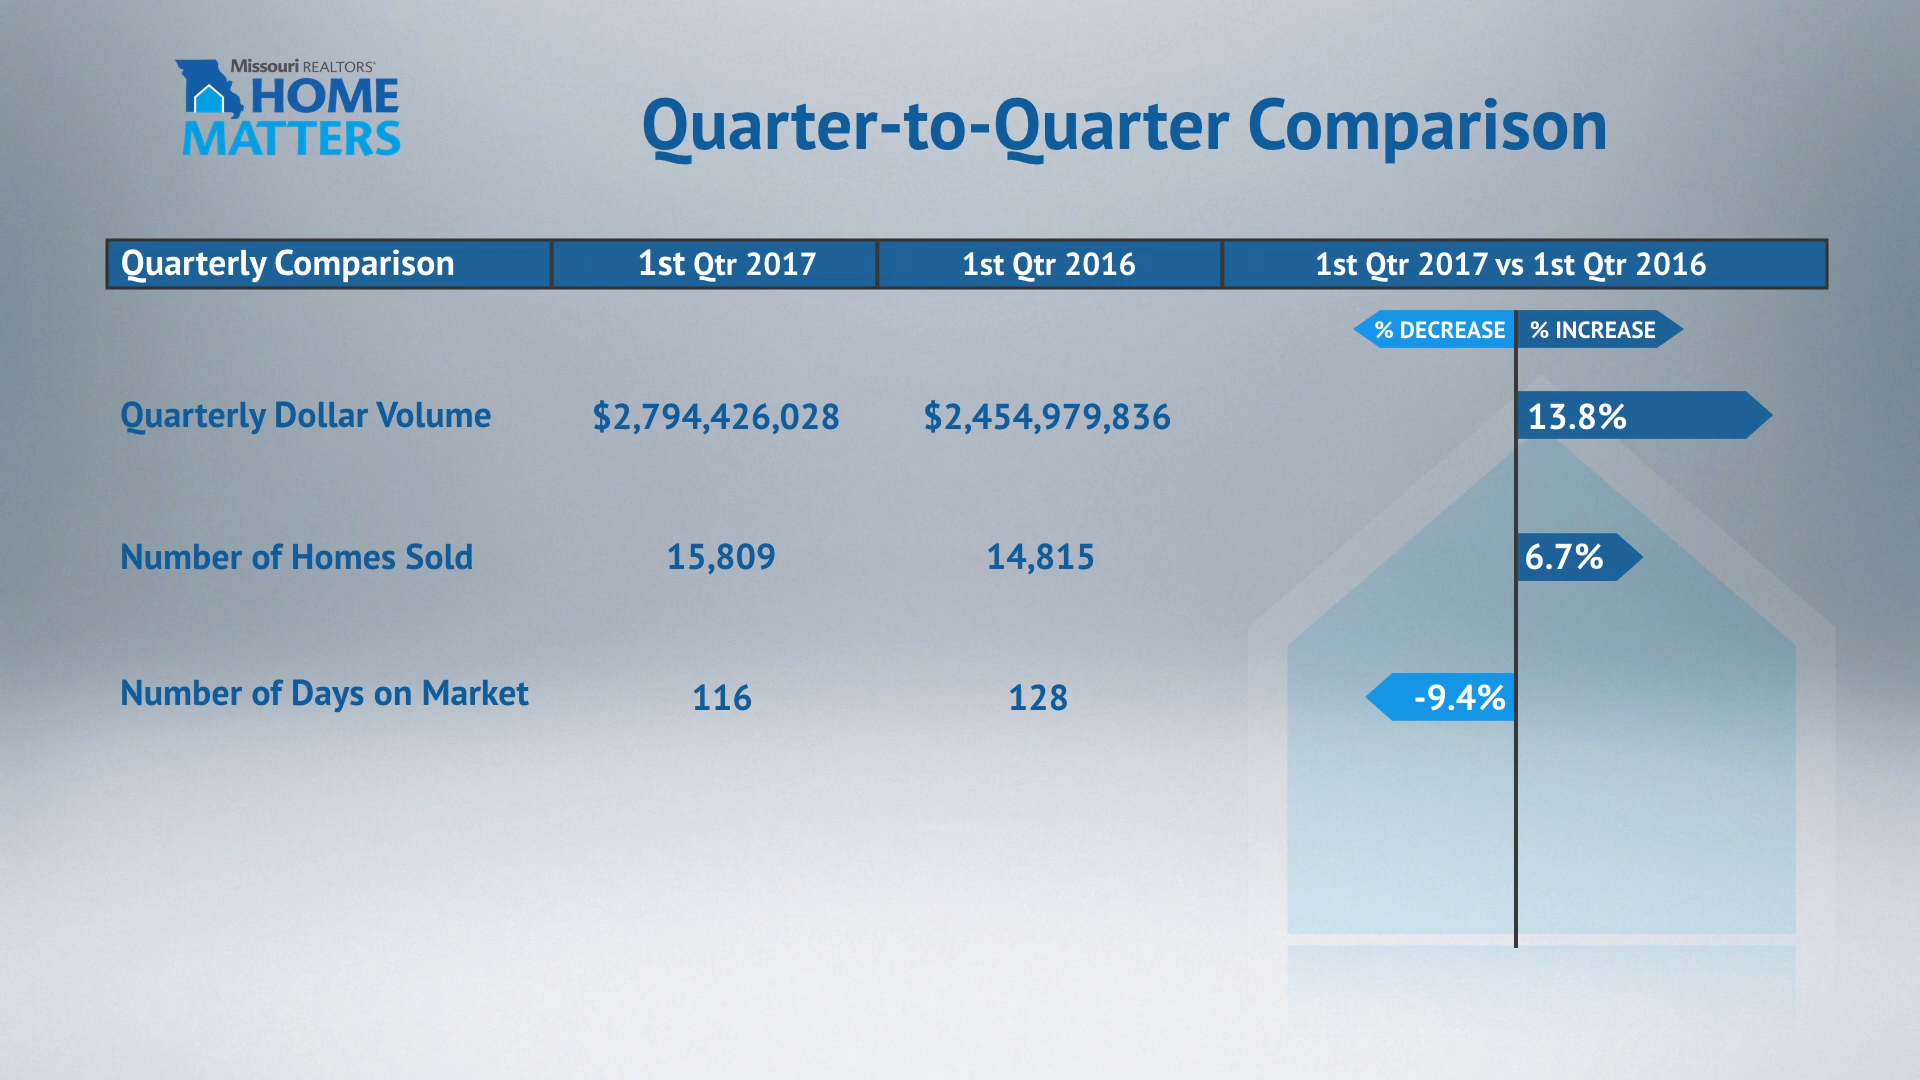 Missouri REALTORS®
HOME
MATTERS
Quarter-to-Quarter Comparison
Quarterly Comparison 1st Qtr 2017 1st Qtr 2016 1st Qtr 2017 vs 1st Qtr 2016
% DECREASE % INCREASE
Quarterly Dollar Volume $2,794,426,028 $2,454,979,836 13.8%
Number of Homes Sold 15,809 14,815 6.7%
Number of Days on Market 116 128 -9.4%